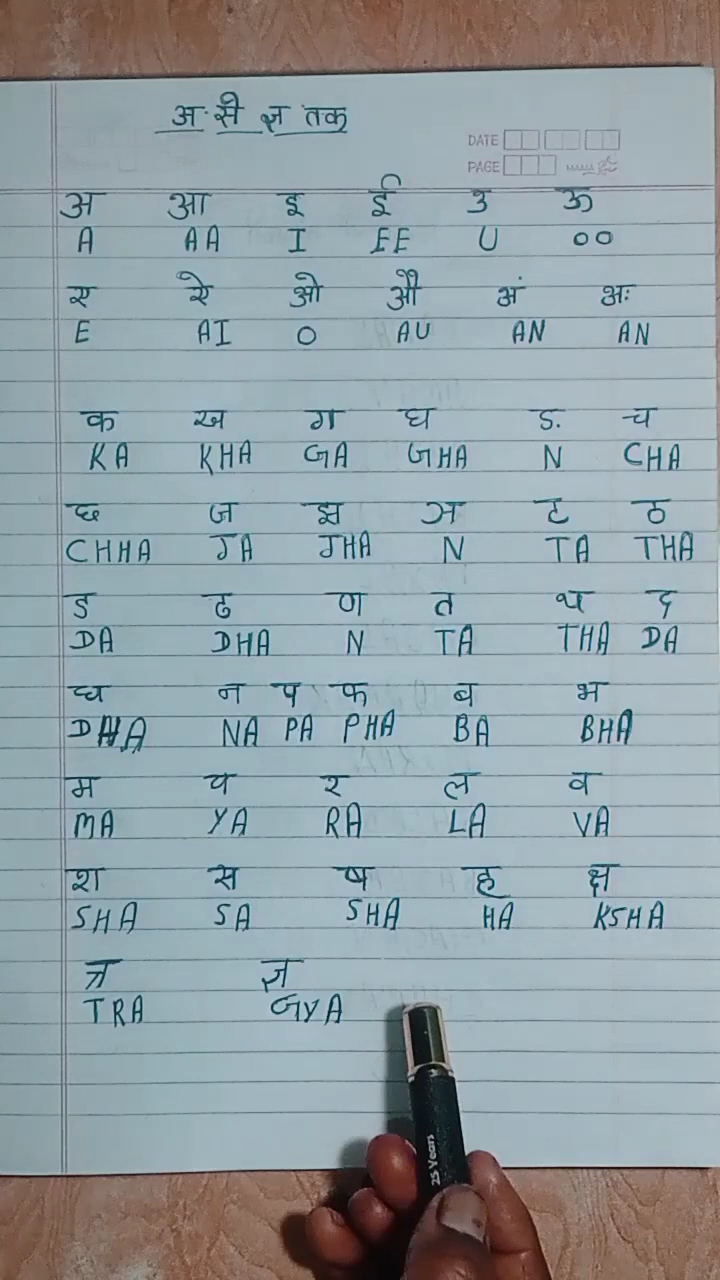 अ सी ज्ञ तक
DATE
PAGE
अ आ इ ई उ ऊ
A AA I EE U OO
ए ऐ ओ औ अं अः
E AI O AU AN AN
क ख ग घ ङ च
KA KHA GA GHA N CHA
छ ज झ ञ ट ठ
CHHA JA JHA N TA THA
ड ढ ण त थ द
DA DHA N TA THA DA
ध न प फ ब भ
DHA NA PA PHA BA BHA
म य र ल व
MA YA RA LA VA
श स ष ह क्ष
SHA SA SHA HA KSHA
त्र ज्ञ
TRA GYA
25 Years